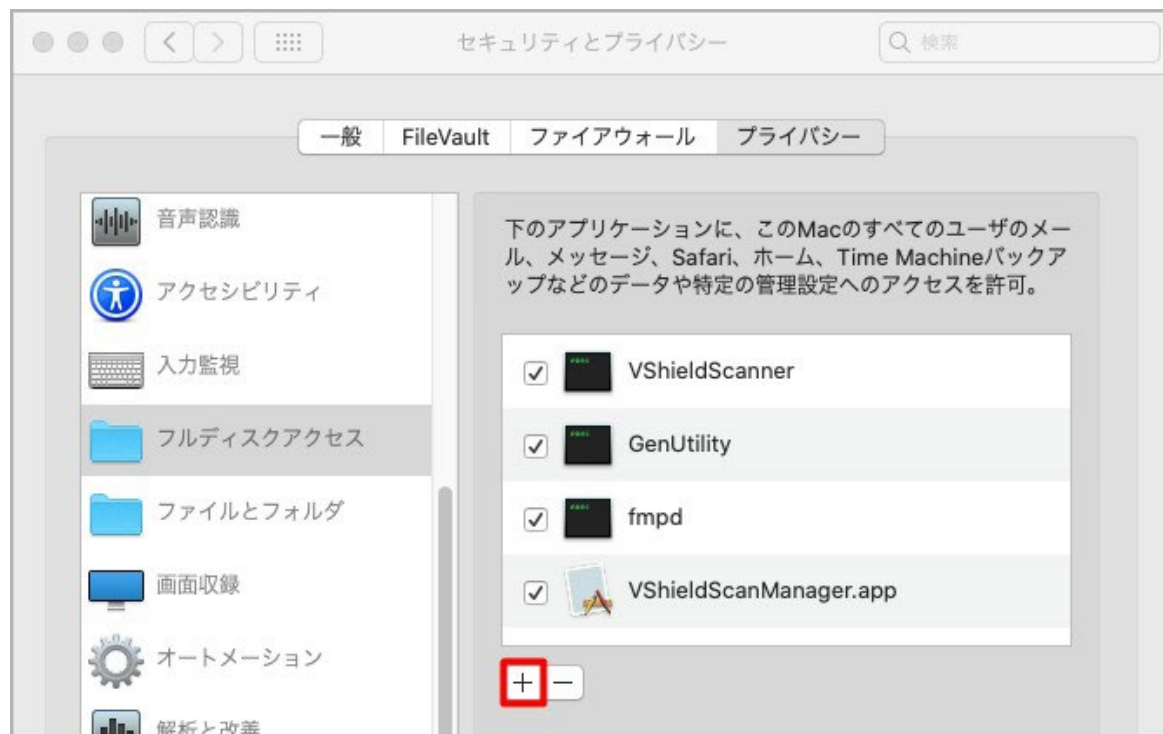 セキュリティとプライバシー
検索
一般 FileVault ファイアウォール プライバシー
音声認識
アクセシビリティ
入力監視
フルディスクアクセス
ファイルとフォルダ
画面収録
オートメーション
解析と改善
下のアプリケーションに、このMacのすべてのユーザのメー
ル、メッセージ、Safari、ホーム、Time Machineバックア
ップなどのデータや特定の管理設定へのアクセスを許可。
VShieldScanner
GenUtility
fmpd
VShieldScanManager.app
+ −